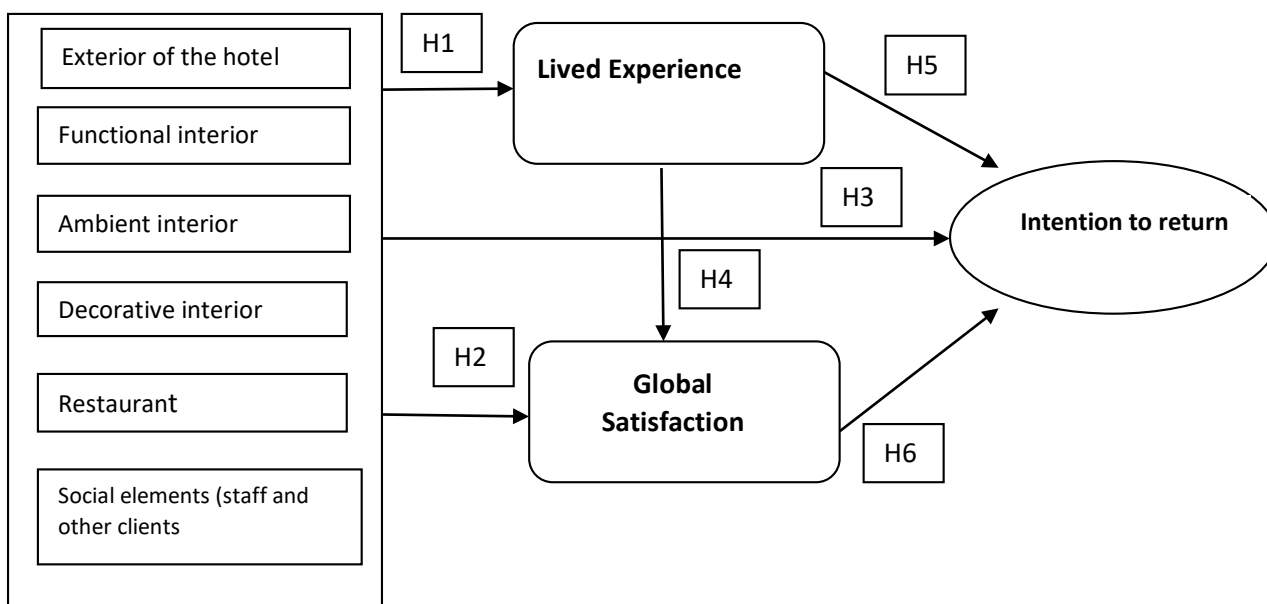 Exterior of the hotel
Functional interior
Ambient interior
Decorative interior
Restaurant
Social elements (staff and
other clients
H1
Lived Experience
H5
H3
Intention to return
H4
H2
Global
Satisfaction
H6